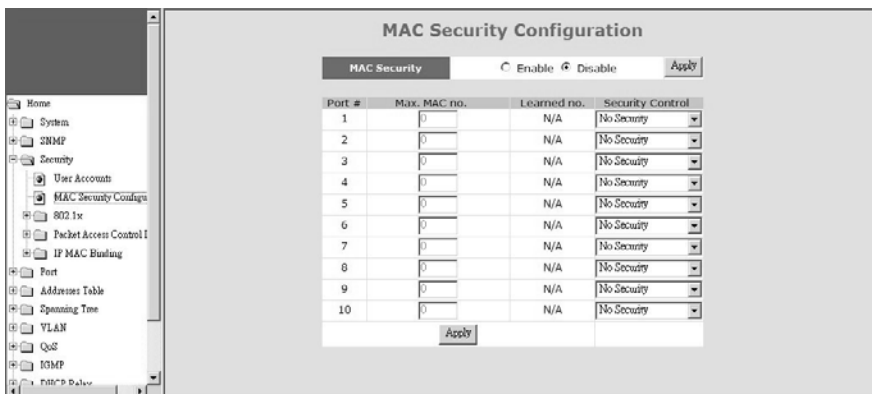 MAC Security Configuration
MAC Security Enable Disable Apply
Port # Max. MAC no. Learned no. Security Control
1 0 N/A No Security
2 0 N/A No Security
3 0 N/A No Security
4 0 N/A No Security
5 0 N/A No Security
6 0 N/A No Security
7 0 N/A No Security
8 0 N/A No Security
9 0 N/A No Security
10 0 N/A No Security
Apply
Home
System
SNMP
Security
User Accounts
MAC Security Configu
802.1x
Packet Access Control
IP MAC Binding
Port
Addresses Table
Spanning Tree
VLAN
QoS
IGMP
DHCP Relay